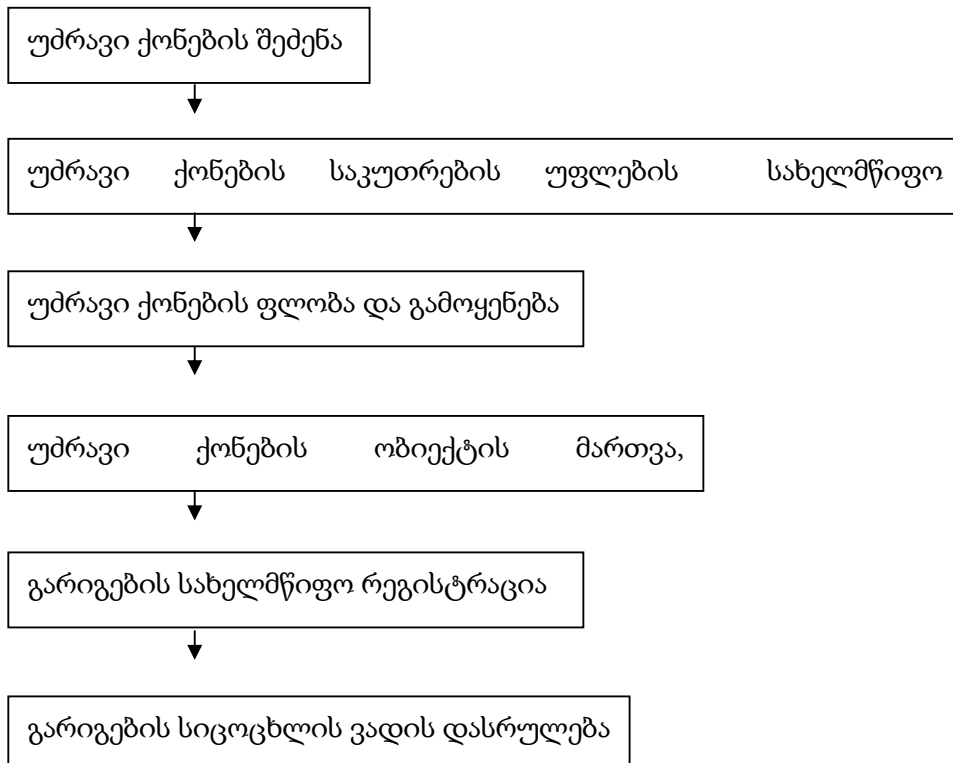 უძრავი ქონების შეძენა
უძრავი ქონების საკუთრების უფლების სახელმწიფო
უძრავი ქონების ფლობა და გამოყენება
უძრავი ქონების ობიექტის მართვა,
გარიგების სახელმწიფო რეგისტრაცია
გარიგების სიცოცხლის ვადის დასრულება